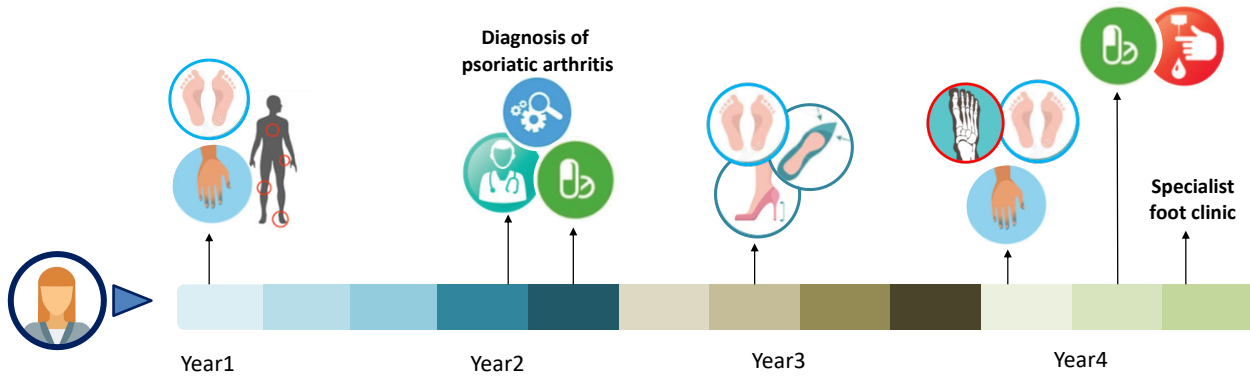 Diagnosis of
psoriatic arthritis
Specialist
foot clinic
Year1
Year2
Year3
Year4